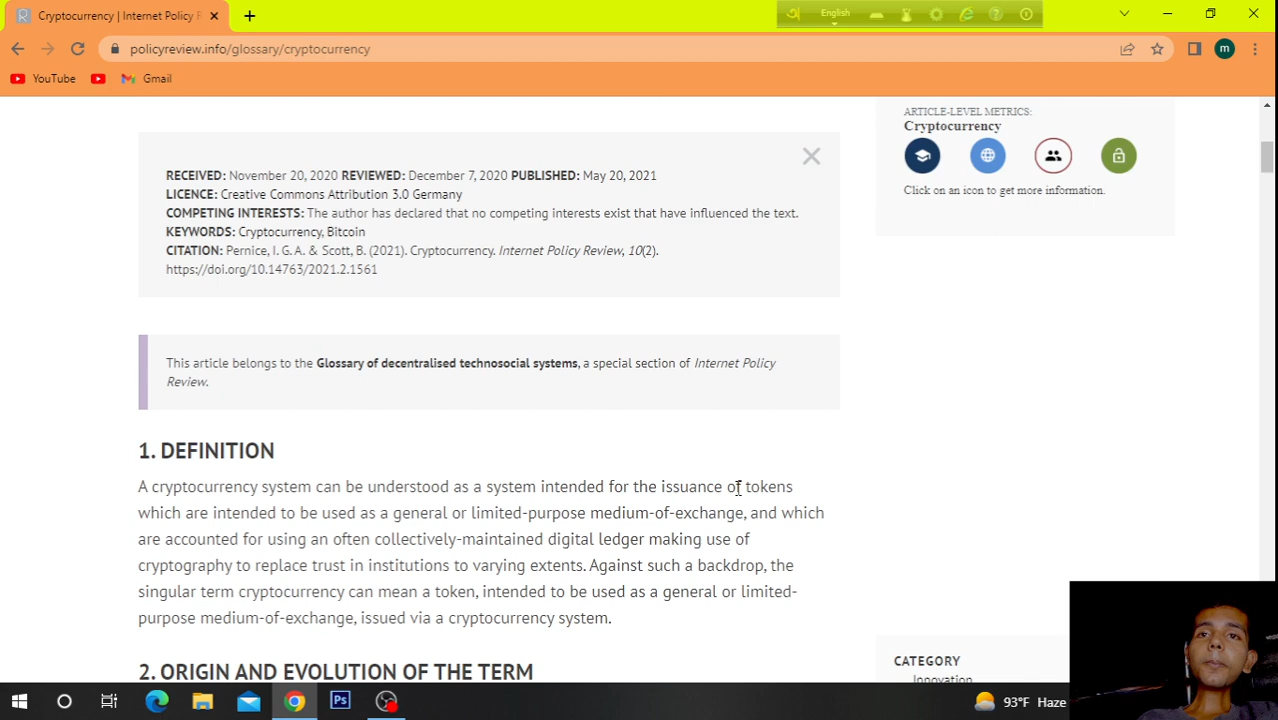 Cryptocurrency | Internet Policy R
English
policyreview.info/glossary/cryptocurrency
m
YouTube
Gmail
ARTICLE-LEVEL METRICS:
Cryptocurrency
Click on an icon to get more information.
RECEIVED: November 20, 2020 REVIEWED: December 7, 2020 PUBLISHED: May 20, 2021
LICENCE: Creative Commons Attribution 3.0 Germany
COMPETING INTERESTS: The author has declared that no competing interests exist that have influenced the text.
KEYWORDS: Cryptocurrency, Bitcoin
CITATION: Pernice, I. G. A. & Scott, B. (2021). Cryptocurrency. Internet Policy Review, 10(2).
https://doi.org/10.14763/2021.2.1561
This article belongs to the Glossary of decentralised technosocial systems, a special section of Internet Policy
Review.
1. DEFINITION
A cryptocurrency system can be understood as a system intended for the issuance of tokens
which are intended to be used as a general or limited-purpose medium-of-exchange, and which
are accounted for using an often collectively-maintained digital ledger making use of
cryptography to replace trust in institutions to varying extents. Against such a backdrop, the
singular term cryptocurrency can mean a token, intended to be used as a general or limited-
purpose medium-of-exchange, issued via a cryptocurrency system.
2. ORIGIN AND EVOLUTION OF THE TERM
CATEGORY
Innovation
Ps
93°F Haze